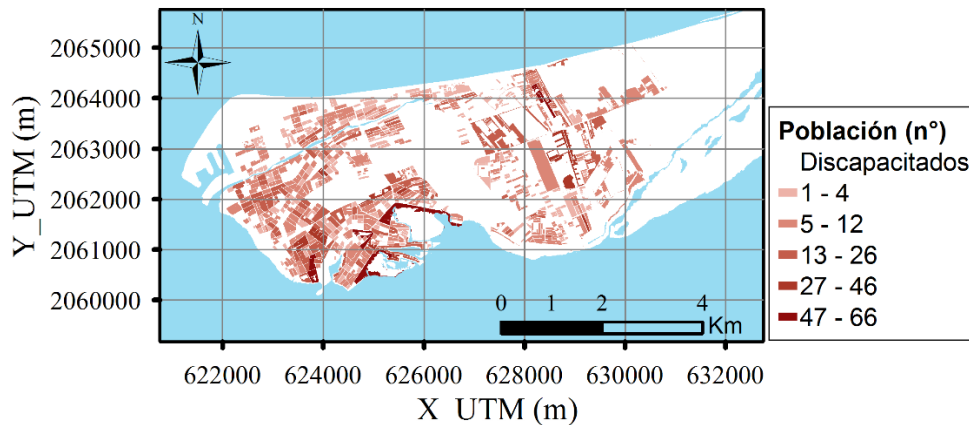 N
2065000
2064000
2063000
2062000
2061000
2060000
Y_UTM (m)
0 1 2 4
Km
622000 624000 626000 628000 630000 632000
X_UTM (m)
Población (n°)
Discapacitados
1 - 4
5 - 12
13 - 26
27 - 46
47 - 66